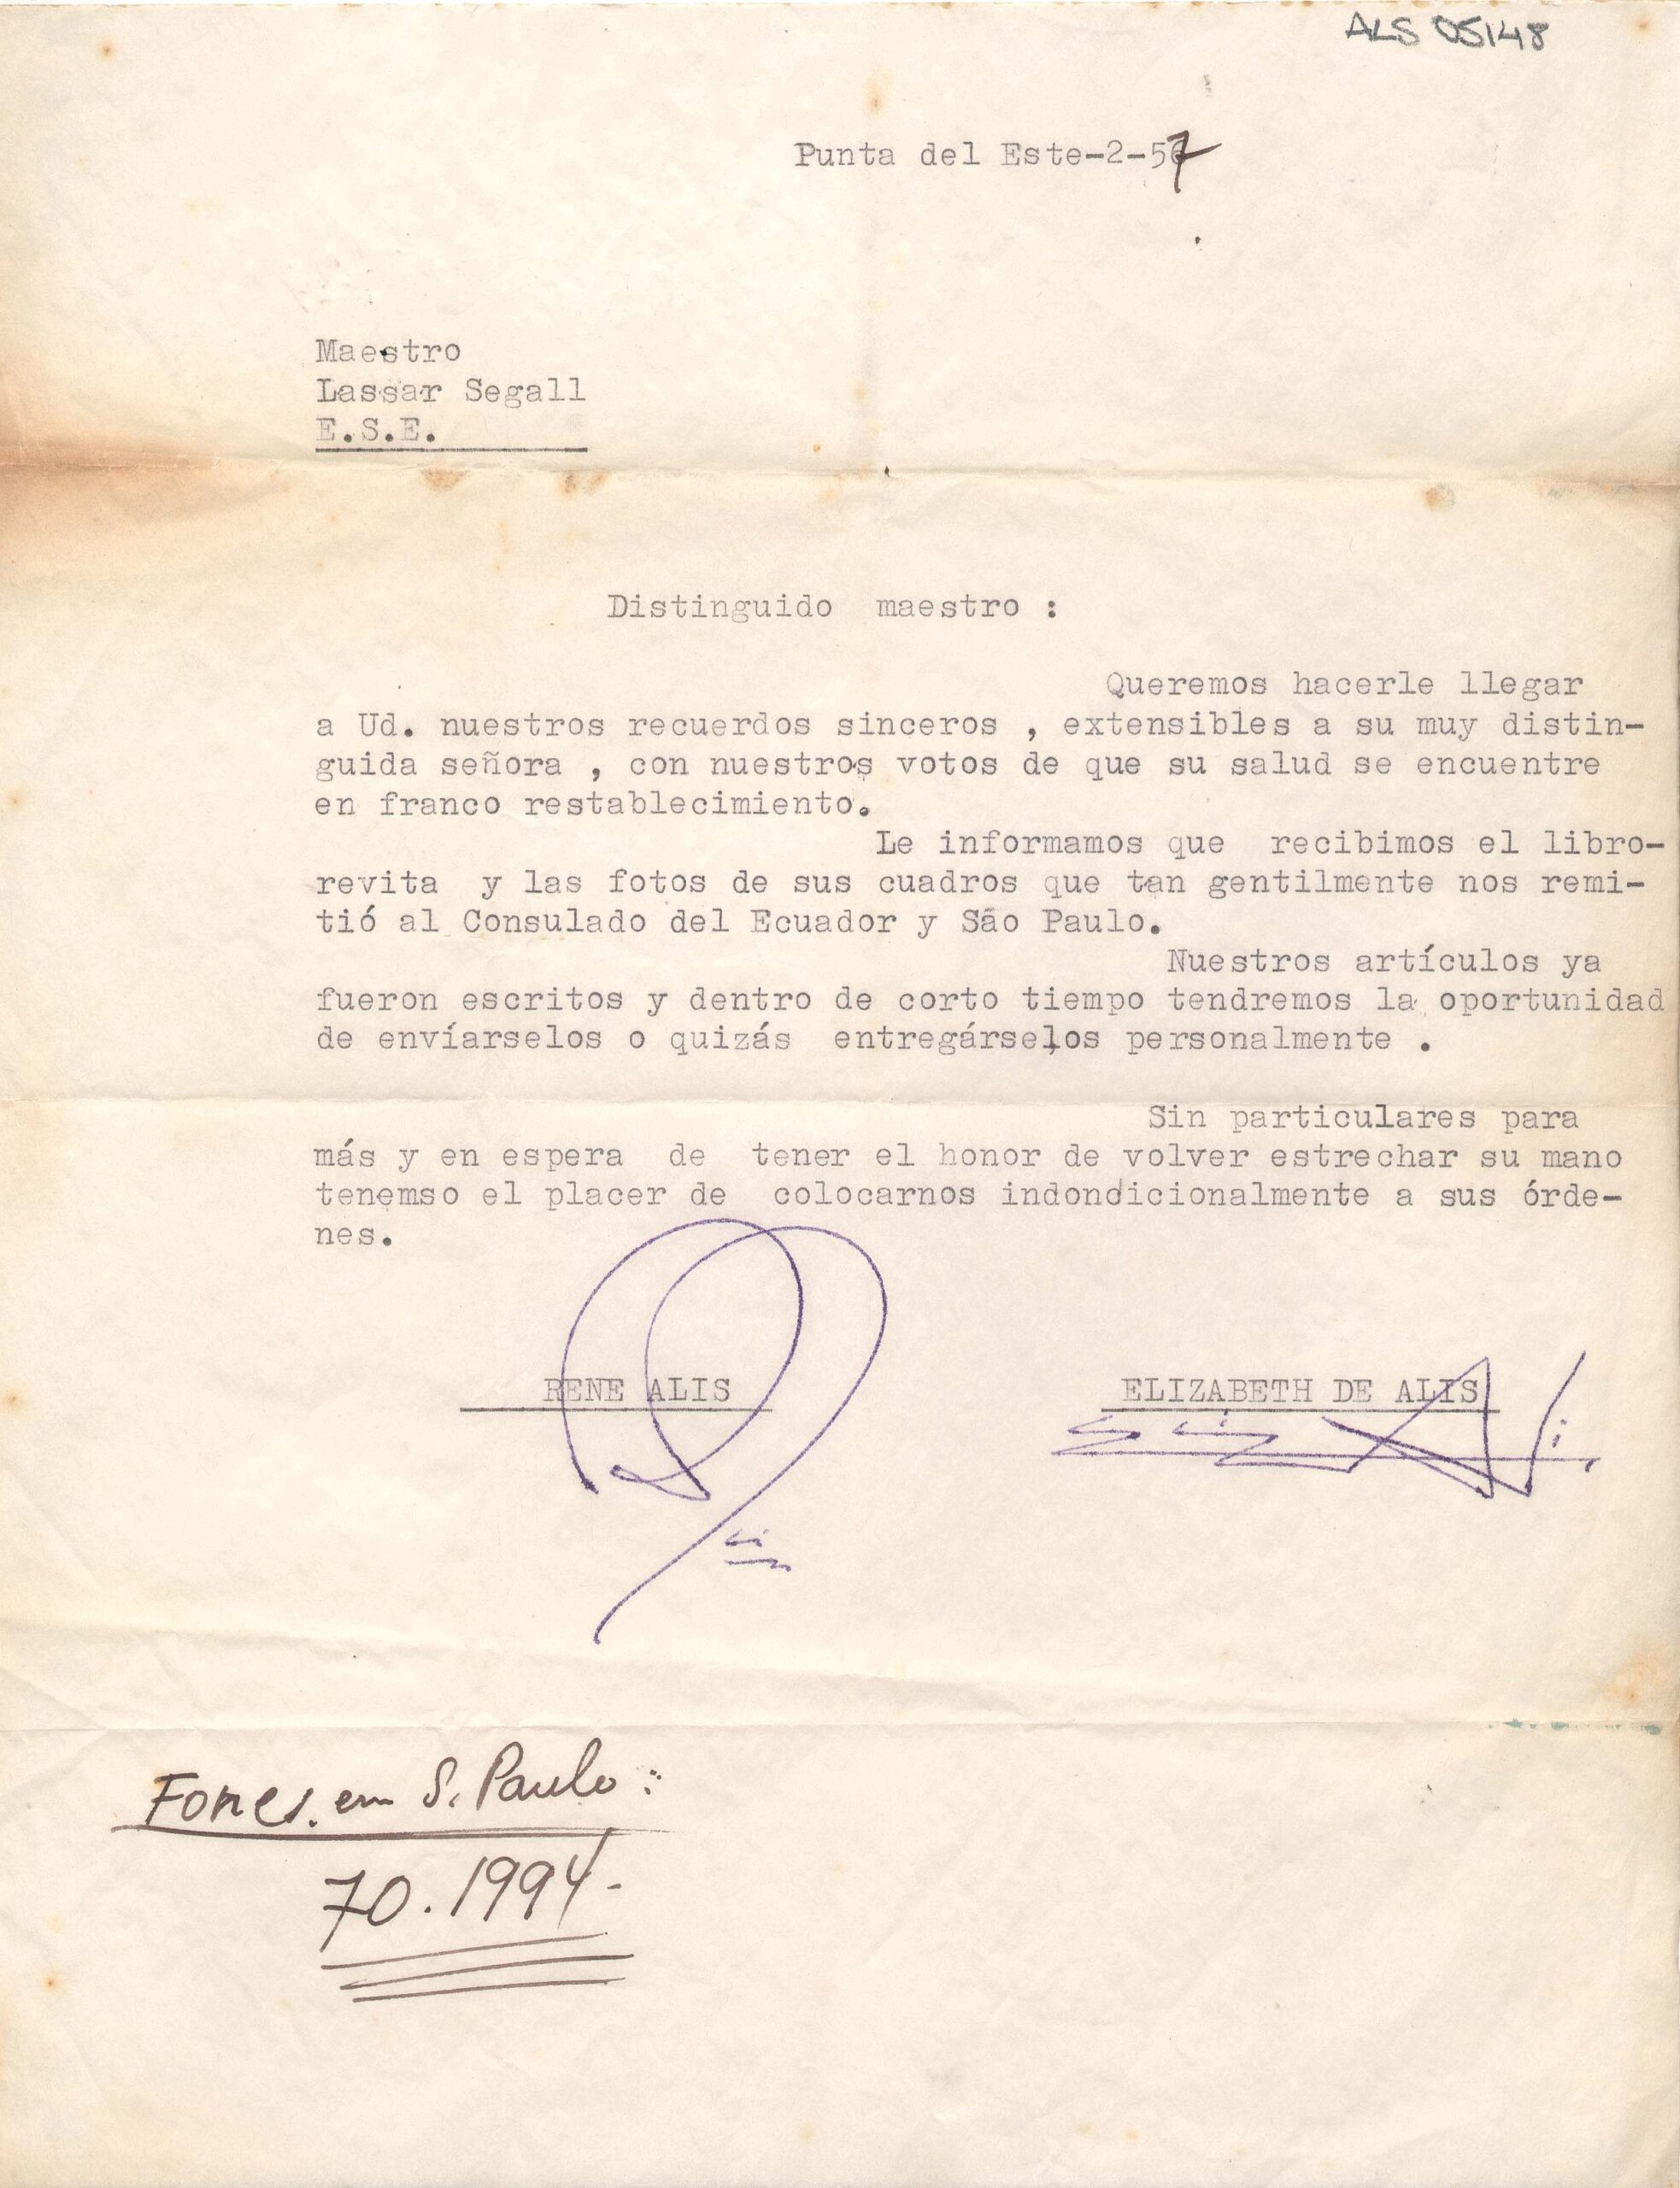 ALS 05148
Punta del Este-2-57
Maestro
Lassar Segall
E.S.E.
Distinguido maestro :
Queremos hacerle llegar
a Ud. nuestros recuerdos sinceros , extensibles a su muy distin-
guida señora , con nuestros votos de que su salud se encuentre
en franco restablecimiento.
Le informamos que recibimos el libro-
revita y las fotos de sus cuadros que tan gentilmente nos remi-
tió al Consulado del Ecuador y São Paulo.
Nuestros artículos ya
fueron escritos y dentro de corto tiempo tendremos la oportunidad
de envíarselos o quizás entregárselos personalmente .
Sin particulares para
más y en espera de tener el honor de volver estrechar su mano
tenemso el placer de colocarnos indondicionalmente a sus órde-
nes.
RENE ALIS ELIZABETH DE ALIS
Fones. em S. Paulo:
70.1994-